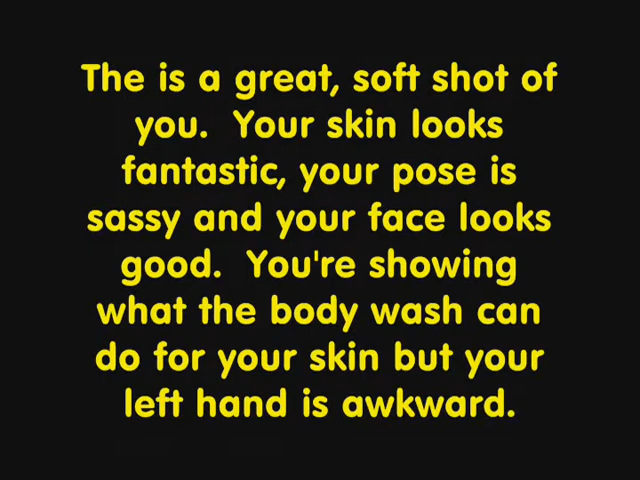 The is a great, soft shot of
you.  Your skin looks
fantastic, your pose is
sassy and your face looks
good.  You're showing
what the body wash can
do for your skin but your
left hand is awkward.